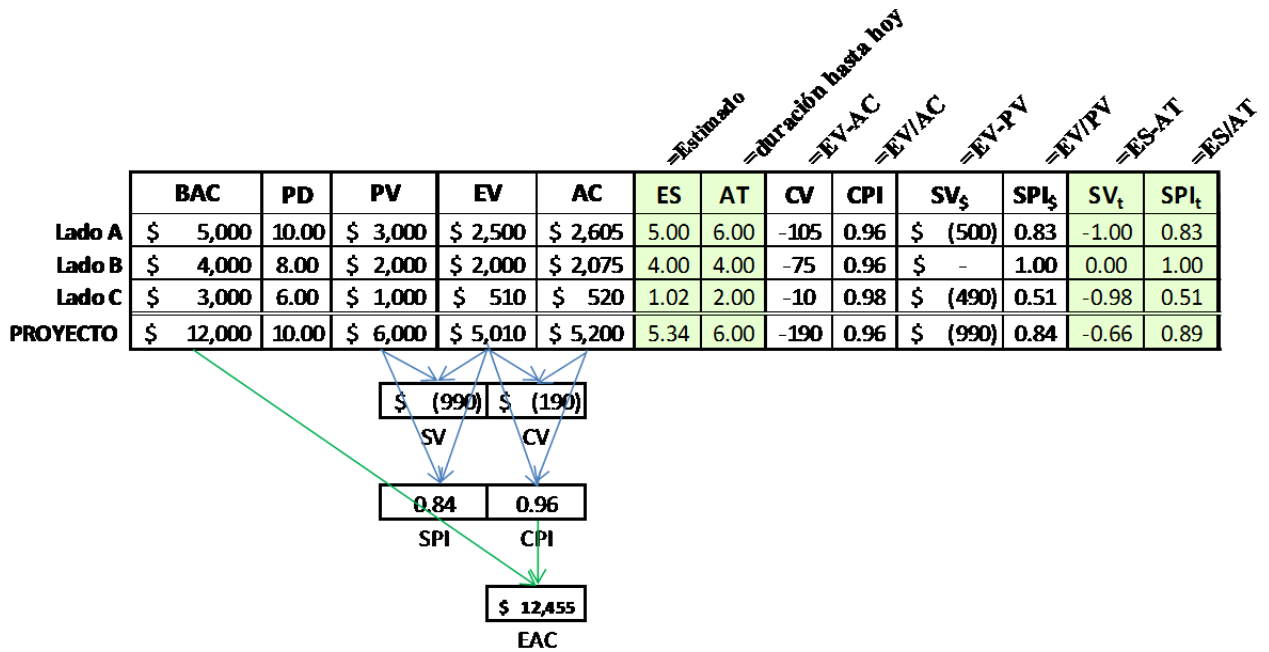 =Estimado
=duración hasta hoy
=EV-AC
=EV/AC
=EV-PV
=EV/PV
=ES-AT
=ES/AT
BAC PD PV EV AC ES AT CV CPI SV$ SPI$ SVt SPIt
Lado A $ 5,000 10.00 $ 3,000 $ 2,500 $ 2,605 5.00 6.00 -105 0.96 $ (500) 0.83 -1.00 0.83
Lado B $ 4,000 8.00 $ 2,000 $ 2,000 $ 2,075 4.00 4.00 -75 0.96 $ - 1.00 0.00 1.00
Lado C $ 3,000 6.00 $ 1,000 $ 510 $ 520 1.02 2.00 -10 0.98 $ (490) 0.51 -0.98 0.51
PROYECTO $ 12,000 10.00 $ 6,000 $ 5,010 $ 5,200 5.34 6.00 -190 0.96 $ (990) 0.84 -0.66 0.89
$ (990) $ (190)
SV CV
0.84 0.96
SPI CPI
$ 12,455
EAC